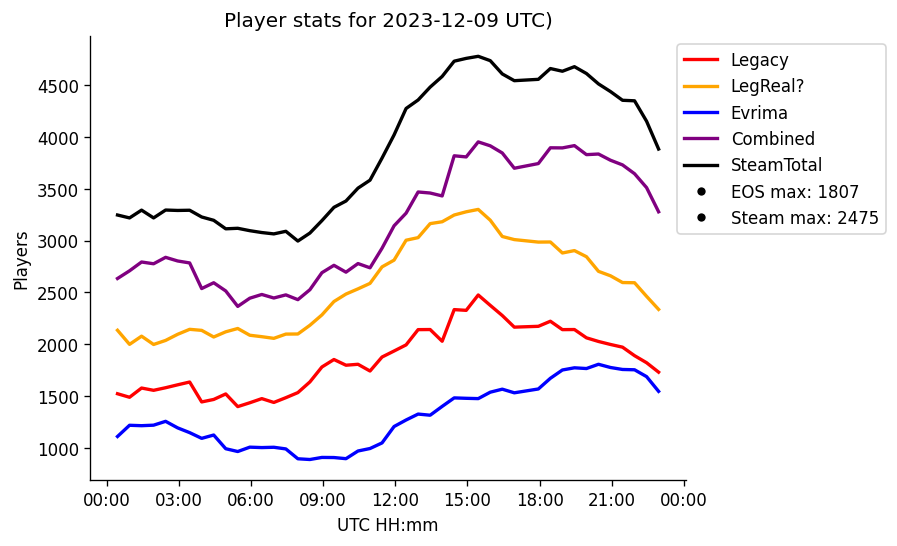 Player stats for 2023-12-09 UTC)
Legacy
LegReal?
Evrima
Combined
SteamTotal
EOS max: 1807
Steam max: 2475
Players
4500
4000
3500
3000
2500
2000
1500
1000
00:00 03:00 06:00 09:00 12:00 15:00 18:00 21:00 00:00
UTC HH:mm